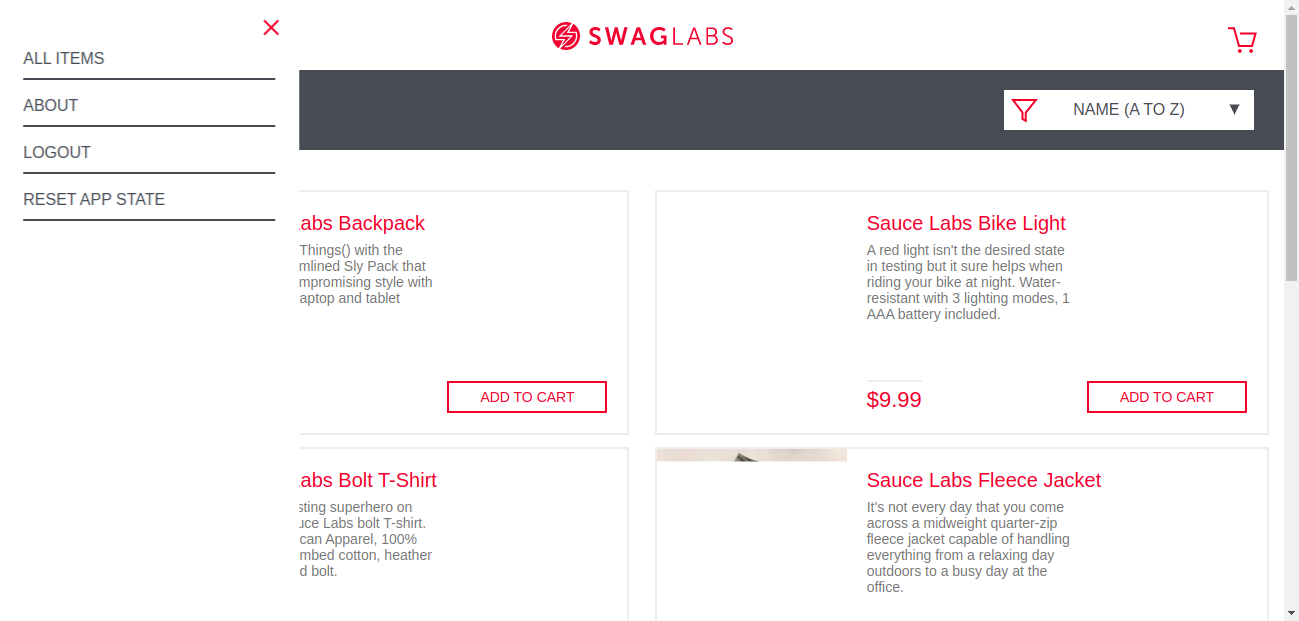 ALL ITEMS
ABOUT
LOGOUT
RESET APP STATE
SWAGLABS
NAME (A TO Z)
abs Backpack
Things() with the
mlined Sly Pack that
mpromising style with
aptop and tablet
ADD TO CART
Sauce Labs Bike Light
A red light isn't the desired state
in testing but it sure helps when
riding your bike at night. Water-
resistant with 3 lighting modes, 1
AAA battery included.
$9.99
ADD TO CART
abs Bolt T-Shirt
sting superhero on
uce Labs bolt T-shirt.
can Apparel, 100%
mbed cotton, heather
d bolt.
Sauce Labs Fleece Jacket
It's not every day that you come
across a midweight quarter-zip
fleece jacket capable of handling
everything from a relaxing day
outdoors to a busy day at the
office.